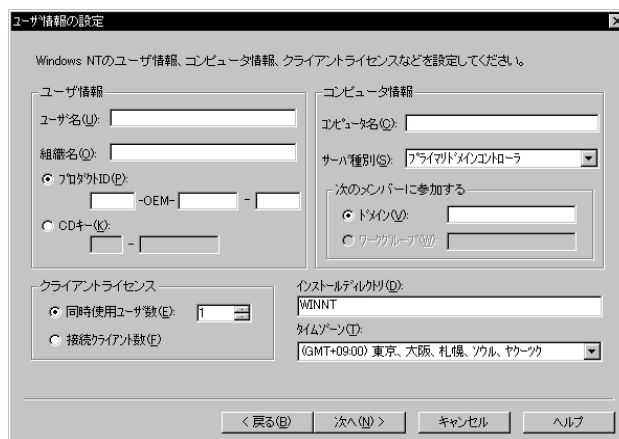 ユーザ情報の設定
Windows NTのユーザ情報、コンピュータ情報、クライアントライセンスなどを設定してください。
ユーザ情報
ユーザ名(U):
組織名(O):
プロダクトID(P):
-OEM- -
CDキー(K):
-
コンピュータ情報
コンピュータ名(C):
サーバ種別(S): プライマリドメインコントローラ
次のメンバーに参加する
ドメイン(V):
ワークグループ(W):
クライアントライセンス
同時使用ユーザ数(E): 1
接続クライアント数(F)
インストールディレクトリ(D):
WINNT
タイムゾーン(T):
(GMT+09:00) 東京、大阪、札幌、ソウル、ヤクーツク
< 戻る(B) 次へ(N) > キャンセル ヘルプ